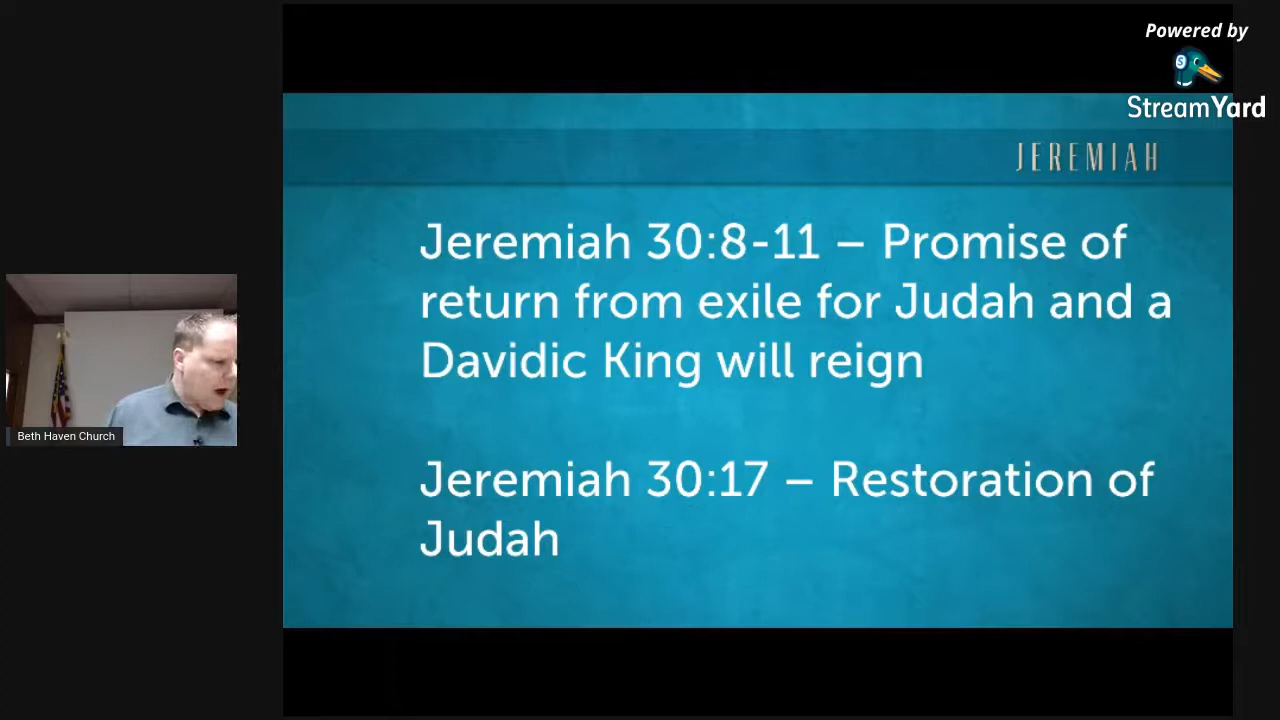 Powered by
StreamYard
JEREMIAH
Jeremiah 30:8-11 – Promise of
return from exile for Judah and a
Davidic King will reign
Jeremiah 30:17 – Restoration of
Judah
Beth Haven Church